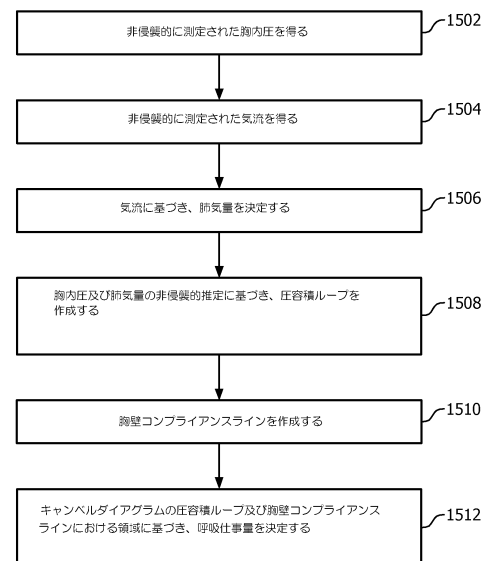 非侵襲的に測定された胸内圧を得る
1502
非侵襲的に測定された気流を得る
1504
気流に基づき、肺気量を決定する
1506
胸内圧及び肺気量の非侵襲的推定に基づき、圧容積ループを
作成する
1508
胸壁コンプライアンスラインを作成する
1510
キャンベルダイアグラムの圧容積ループ及び胸壁コンプライアンス
ラインにおける領域に基づき、呼吸仕事量を決定する
1512